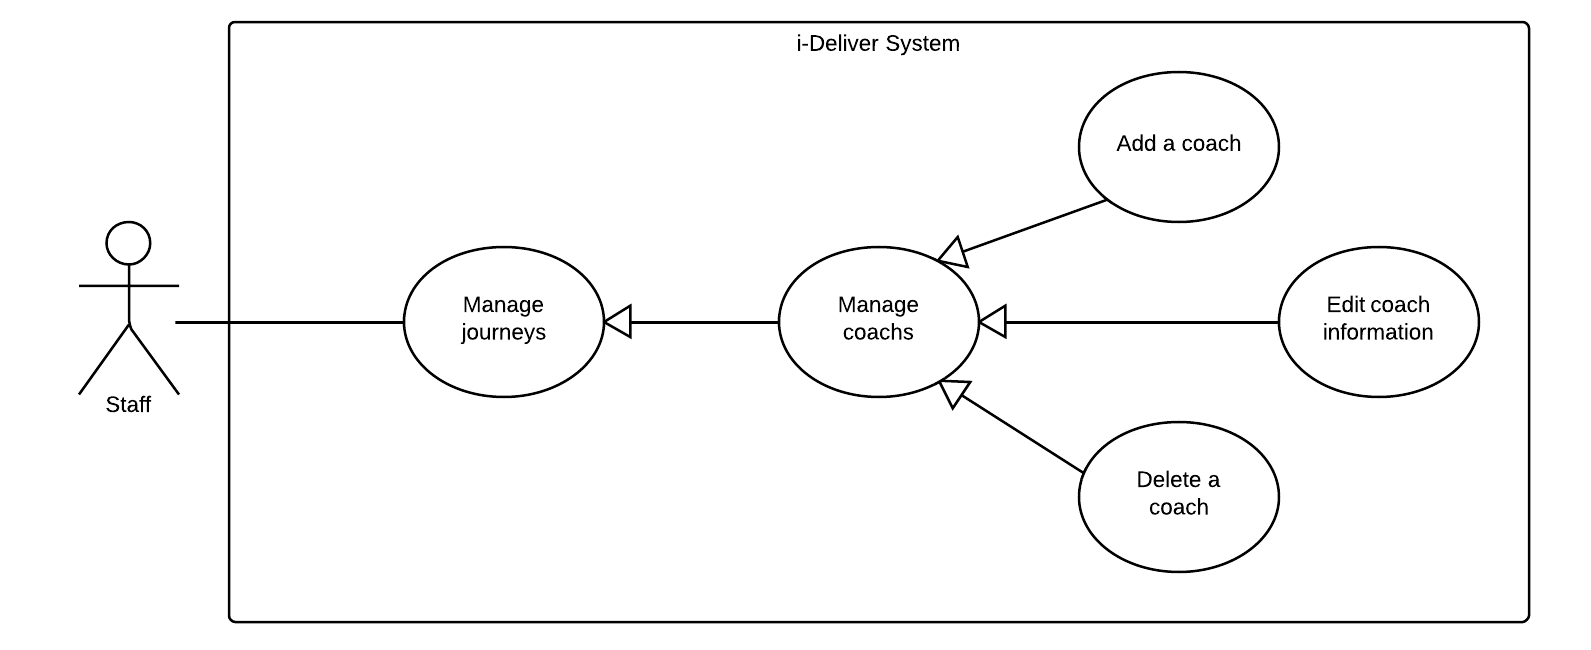 i-Deliver System
Add a coach
Manage
journeys
Manage
coachs
Edit coach
information
Staff
Delete a
coach